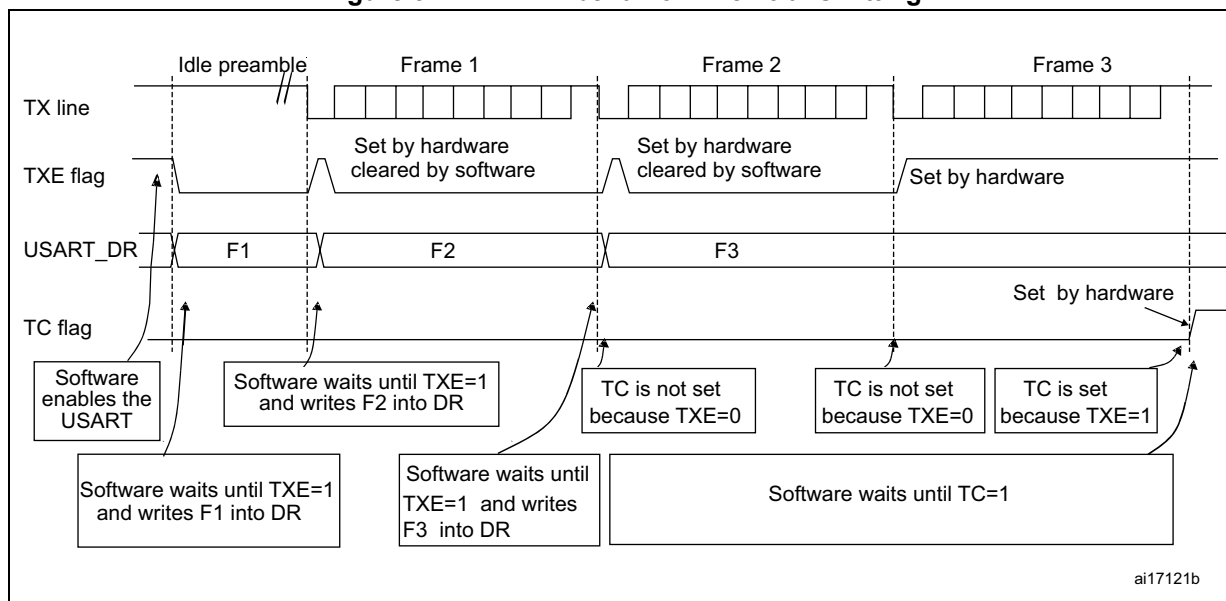 Idle preamble Frame 1 Frame 2 Frame 3
TX line
Set by hardware
cleared by software
Set by hardware
cleared by software
TXE flag
Set by hardware
USART_DR F1 F2 F3
Set by hardware
TC flag
Software
enables the
USART
Software waits until TXE=1
and writes F2 into DR
TC is not set
because TXE=0
TC is not set
because TXE=0
TC is set
because TXE=1
Software waits until TXE=1
and writes F1 into DR
Software waits until
TXE=1 and writes
F3 into DR
Software waits until TC=1
ai17121b